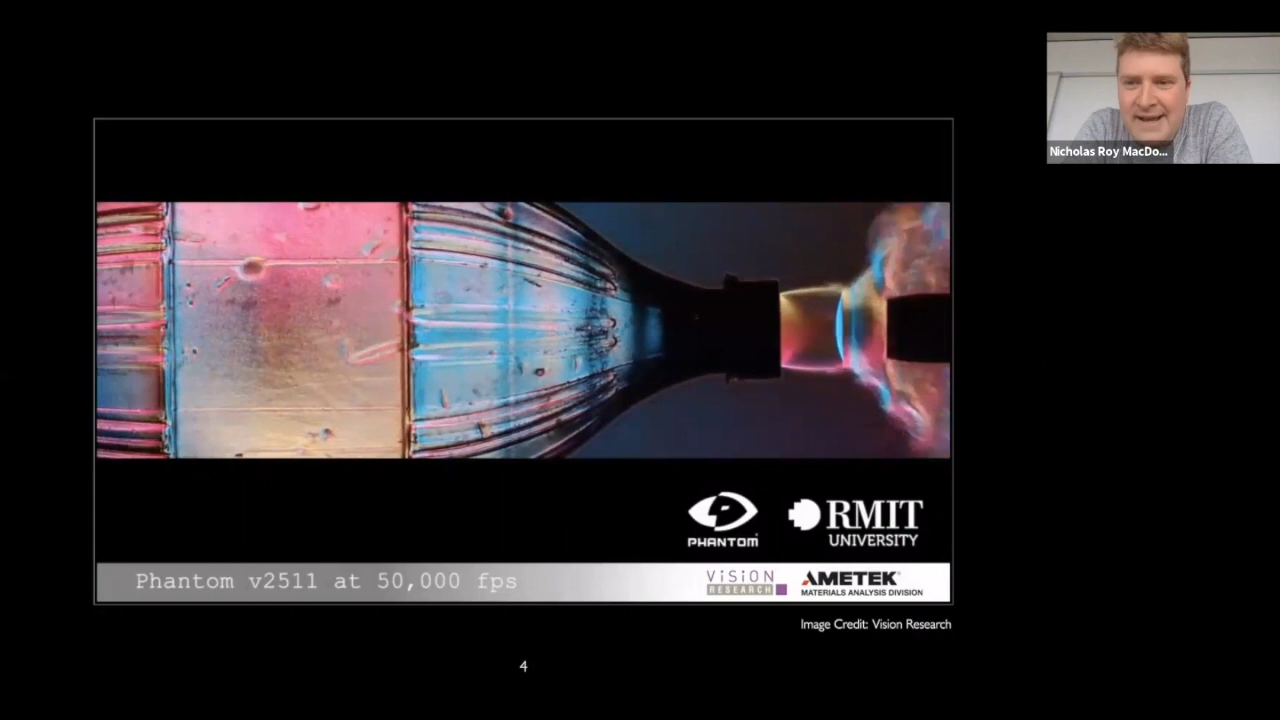 Nicholas Roy MacDo...
PHANTOM
RMIT
UNIVERSITY
Phantom v2511 at 50,000 fps
VISION
RESEARCH
AMETEK
MATERIALS ANALYSIS DIVISION
Image Credit: Vision Research
4